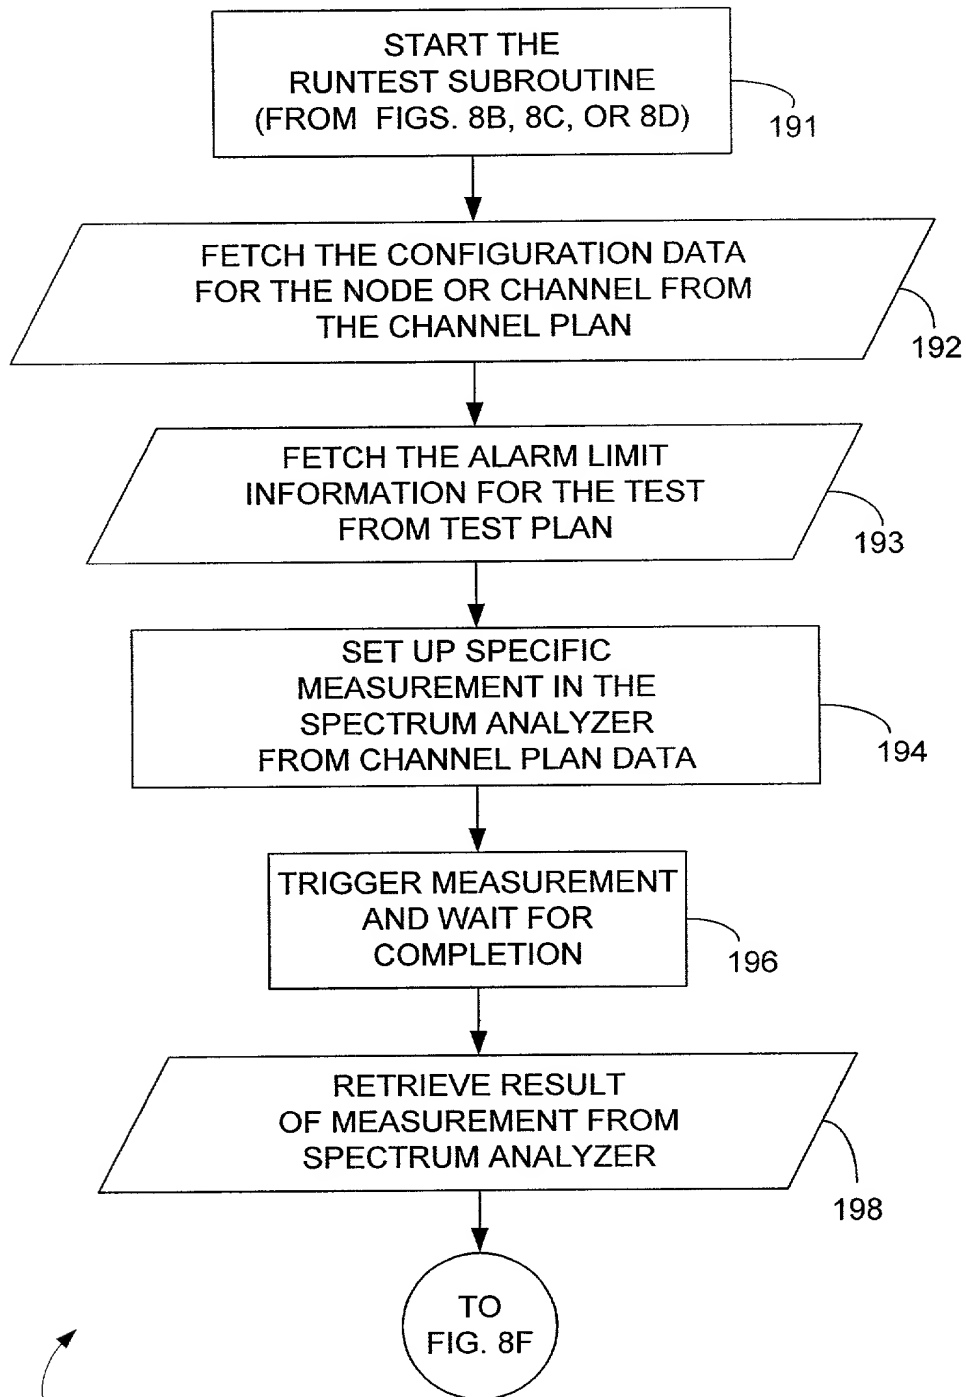 START THE
RUNTEST SUBROUTINE
(FROM FIGS. 8B, 8C, OR 8D)
191
FETCH THE CONFIGURATION DATA
FOR THE NODE OR CHANNEL FROM
THE CHANNEL PLAN
192
FETCH THE ALARM LIMIT
INFORMATION FOR THE TEST
FROM TEST PLAN
193
SET UP SPECIFIC
MEASUREMENT IN THE
SPECTRUM ANALYZER
FROM CHANNEL PLAN DATA
194
TRIGGER MEASUREMENT
AND WAIT FOR
COMPLETION
196
RETRIEVE RESULT
OF MEASUREMENT FROM
SPECTRUM ANALYZER
198
TO
FIG. 8F